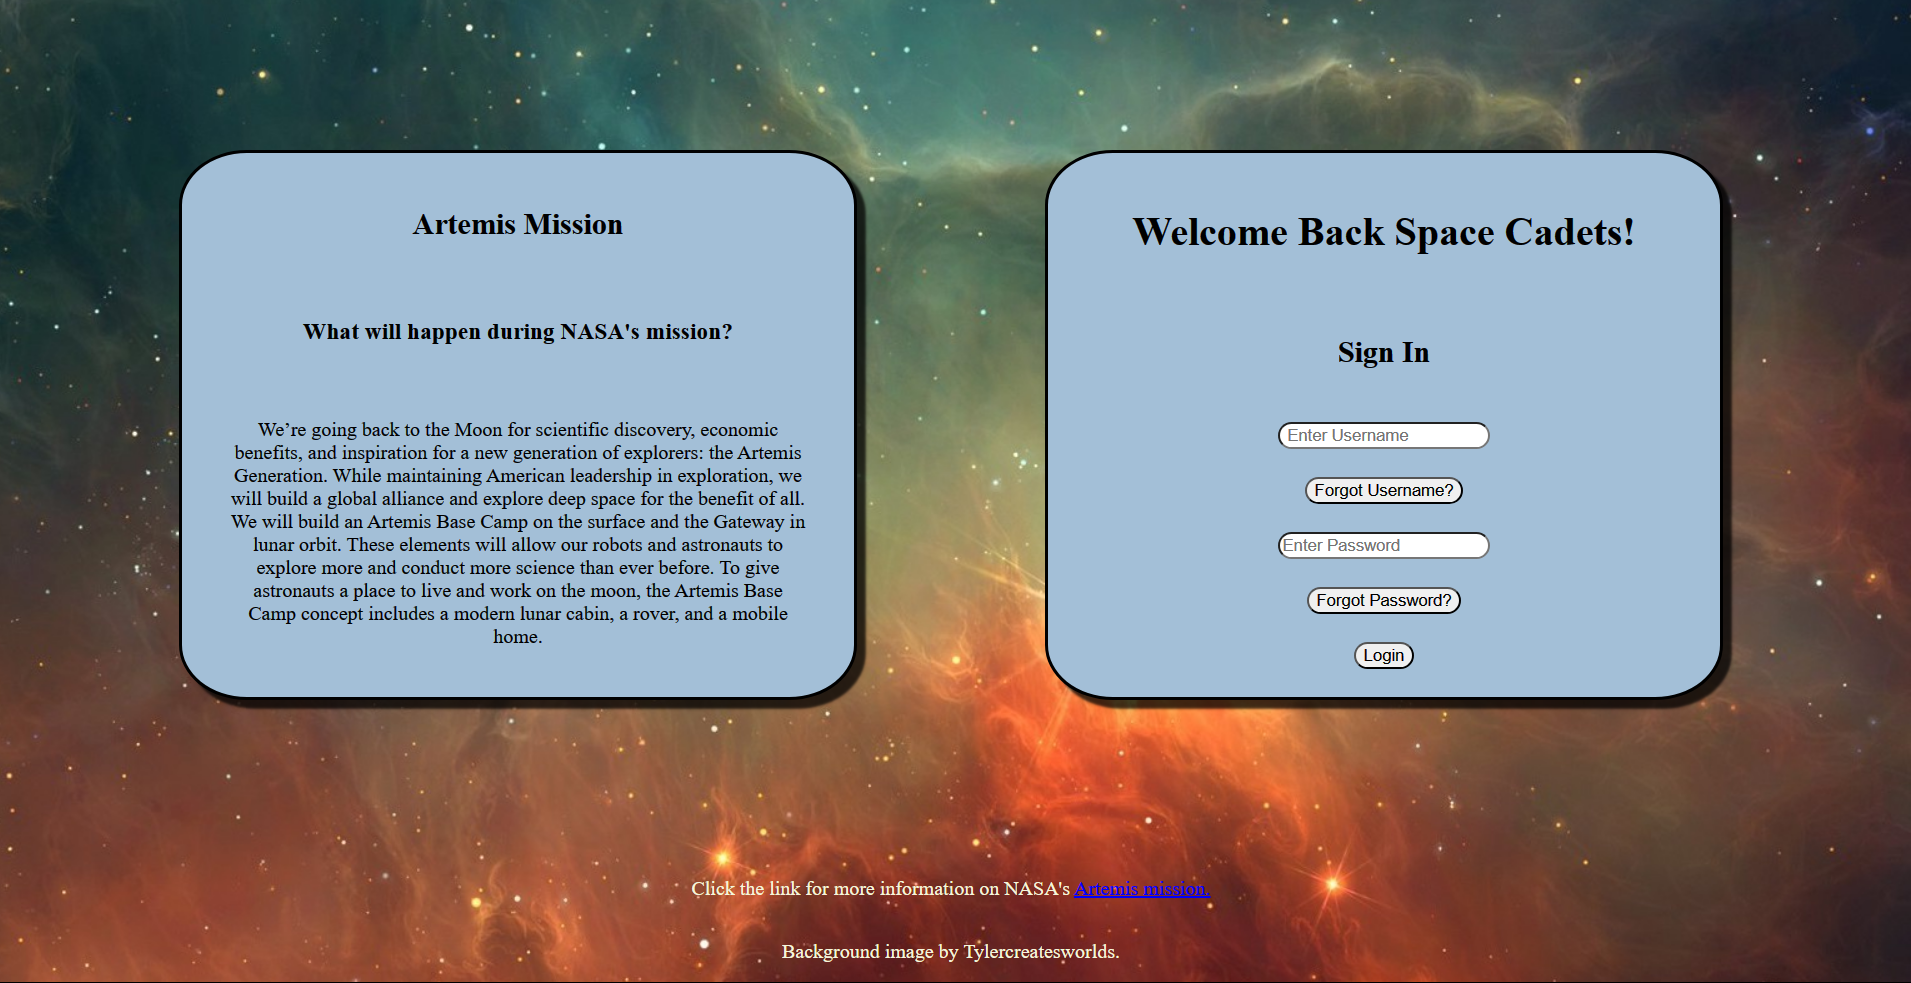 Artemis Mission
What will happen during NASA's mission?
We’re going back to the Moon for scientific discovery, economic
benefits, and inspiration for a new generation of explorers: the Artemis
Generation. While maintaining American leadership in exploration, we
will build a global alliance and explore deep space for the benefit of all.
We will build an Artemis Base Camp on the surface and the Gateway in
lunar orbit. These elements will allow our robots and astronauts to
explore more and conduct more science than ever before. To give
astronauts a place to live and work on the moon, the Artemis Base
Camp concept includes a modern lunar cabin, a rover, and a mobile
home.
Welcome Back Space Cadets!
Sign In
Enter Username
Forgot Username?
Enter Password
Forgot Password?
Login
Click the link for more information on NASA's Artemis mission.
Background image by Tylercreatesworlds.